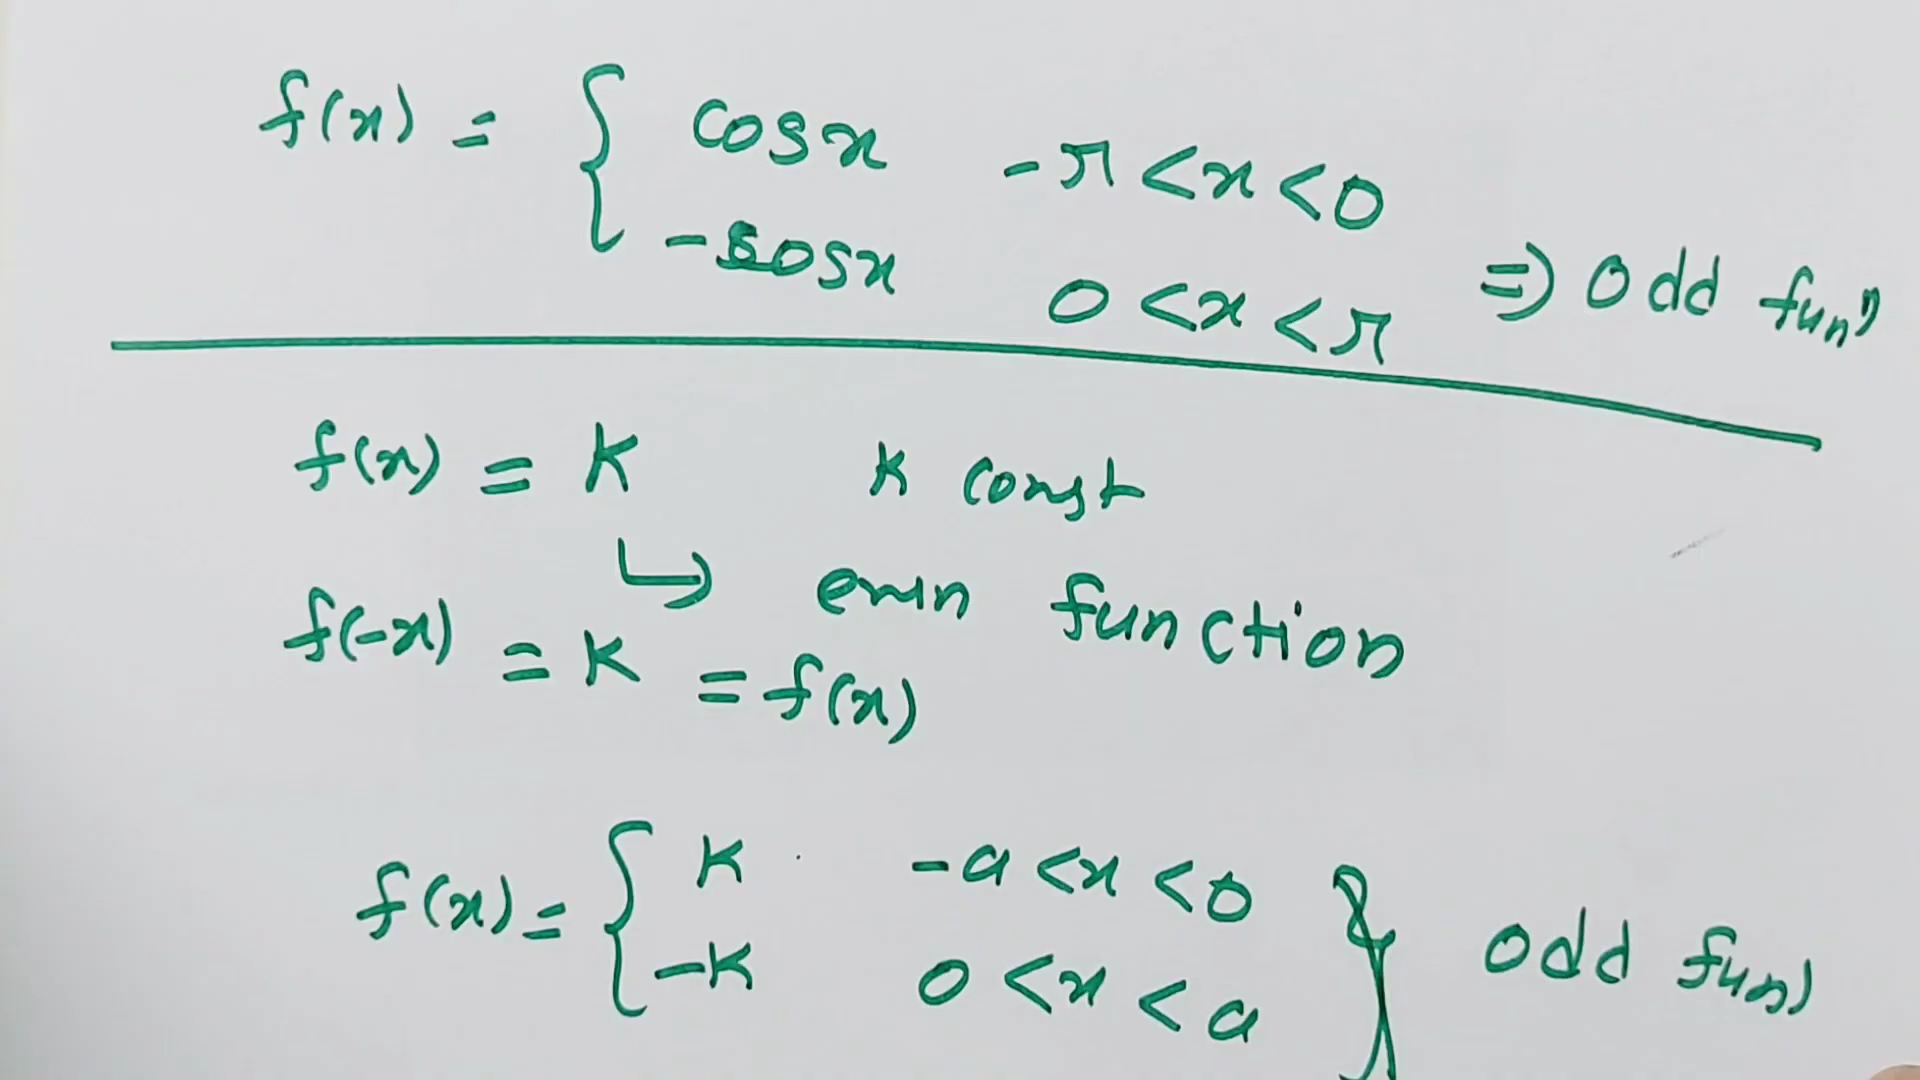 f(x) = { cosx -π<x<0
-cosx 0<x<π => odd fun)
f(x) = K K const
↳ even function
f(-x) = K = f(x)
f(x) = { K -a<x<0
-K 0<x<a } odd fun)